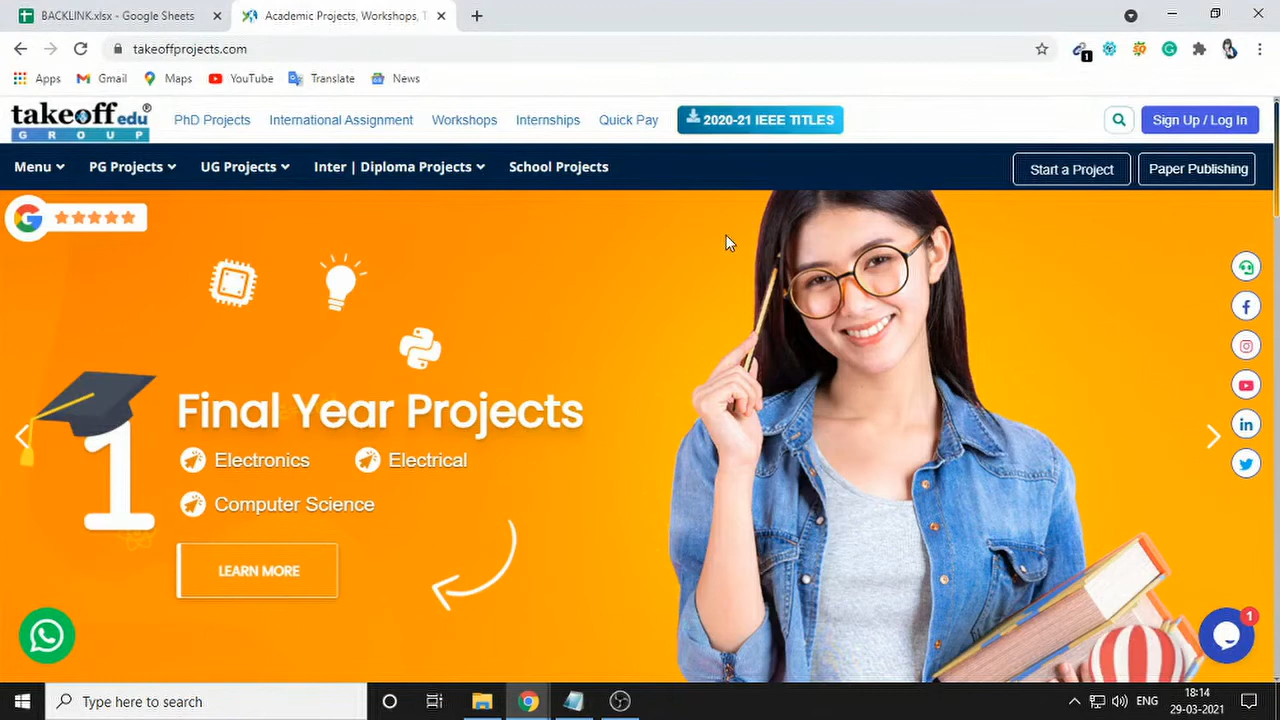 BACKLINK.xlsx - Google Sheets
Academic Projects, Workshops, T
takeoffprojects.com
1
Apps
Gmail
Maps
YouTube
Translate
News
takeoff edu®
GROUP
PhD Projects
International Assignment
Workshops
Internships
Quick Pay
2020-21 IEEE TITLES
Sign Up / Log In
Menu
PG Projects
UG Projects
Inter | Diploma Projects
School Projects
Start a Project
Paper Publishing
1
Final Year Projects
Electronics
Electrical
Computer Science
LEARN MORE
1
Type here to search
ENG
18:14
29-03-2021